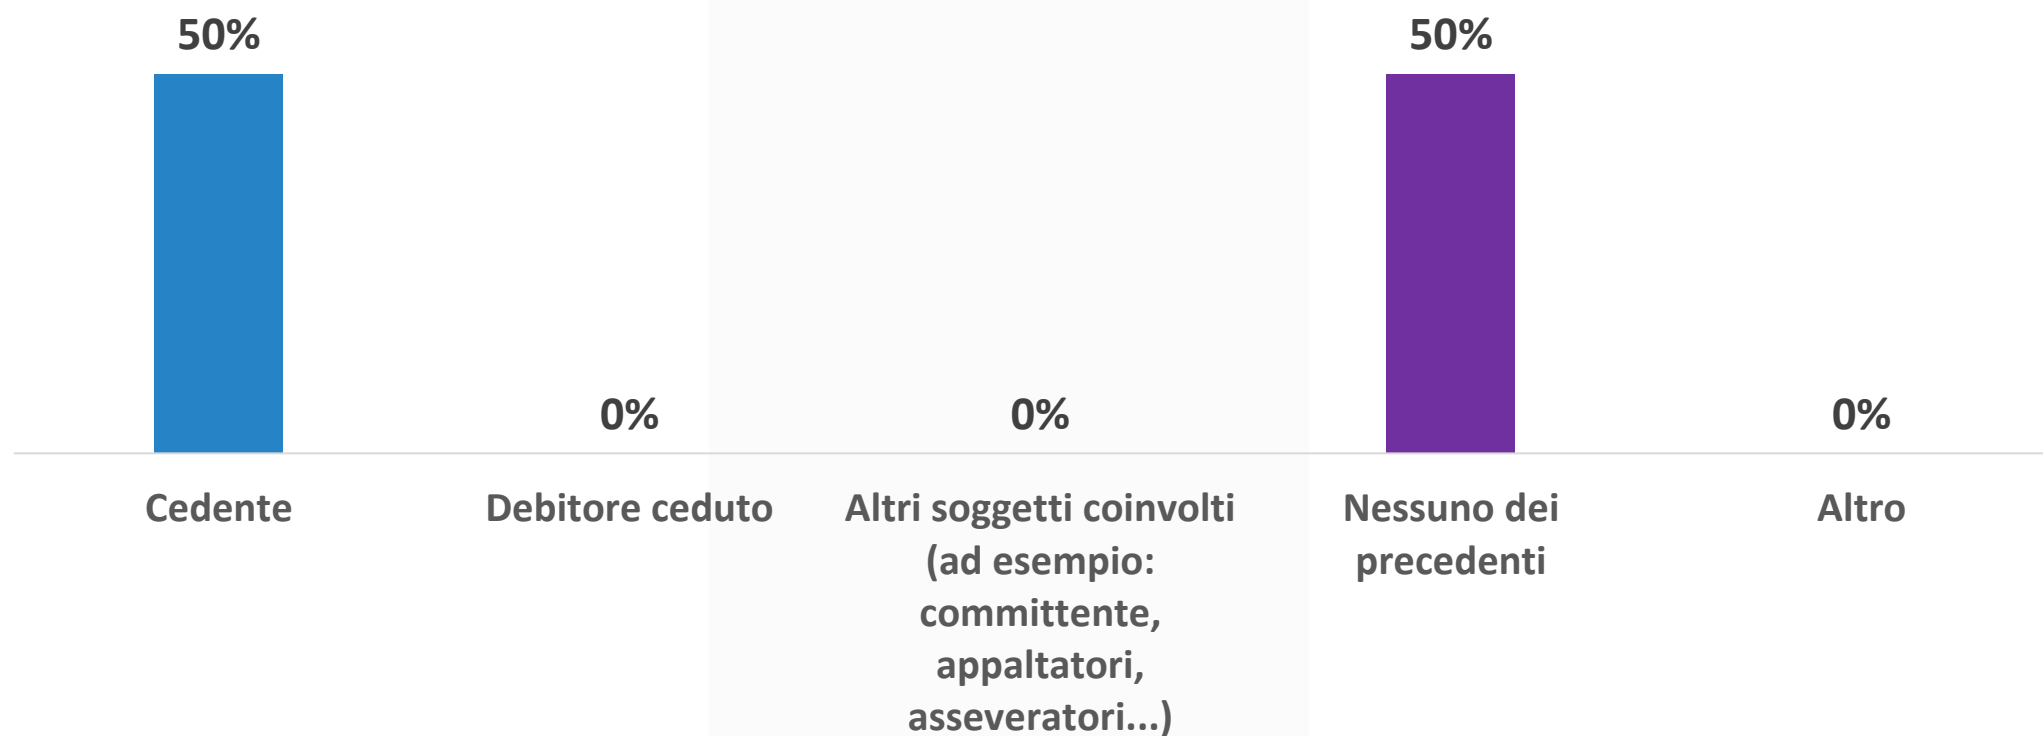 50%
50%
0%
0%
0%
Cedente
Debitore ceduto
Altri soggetti coinvolti
(ad esempio:
committente,
appaltatori,
asseveratori...)
Nessuno dei
precedenti
Altro